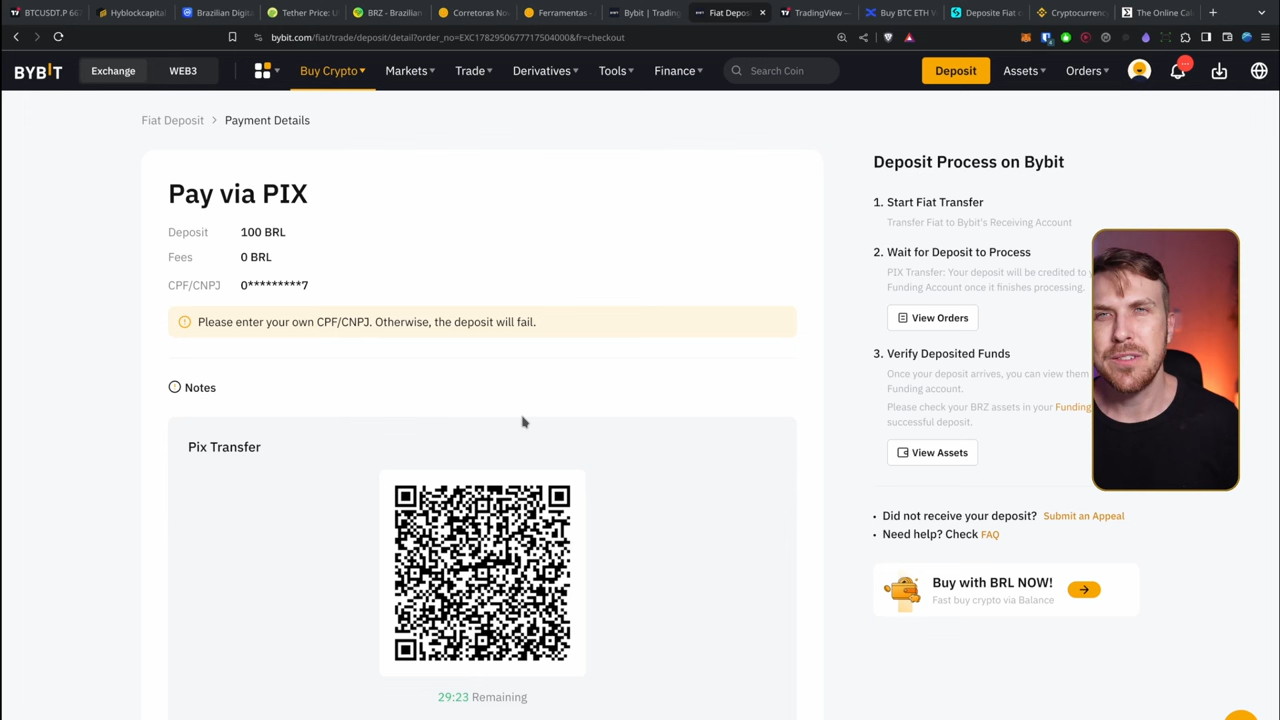 BTCUSDT.P 667
Hyblockcapital
Brazilian Digita
Tether Price: U
BRZ - Brazilian
Corretoras No
Ferramentas -
Bybit | Trading
Fiat Depos
TradingView —
Buy BTC ETH
Deposite Fiat
Cryptocurrenc
The Online Ca
bybit.com/fiat/trade/deposit/detail?order_no=EXC1782950677717504000&fr=checkout
BYBIT
Exchange
WEB3
Buy Crypto
Markets
Trade
Derivatives
Tools
Finance
Search Coin
Deposit
Assets
Orders
Fiat Deposit > Payment Details
Pay via PIX
Deposit 100 BRL
Fees 0 BRL
CPF/CNPJ 0*********7
Please enter your own CPF/CNPJ. Otherwise, the deposit will fail.
Notes
Pix Transfer
29:23 Remaining
Deposit Process on Bybit
1. Start Fiat Transfer
Transfer Fiat to Bybit's Receiving Account
2. Wait for Deposit to Process
PIX Transfer: Your deposit will be credited to
Funding Account once it finishes processing.
View Orders
3. Verify Deposited Funds
Once your deposit arrives, you can view them
Funding account.
Please check your BRZ assets in your Funding
successful deposit.
View Assets
• Did not receive your deposit? Submit an Appeal
• Need help? Check FAQ
Buy with BRL NOW!
Fast buy crypto via Balance